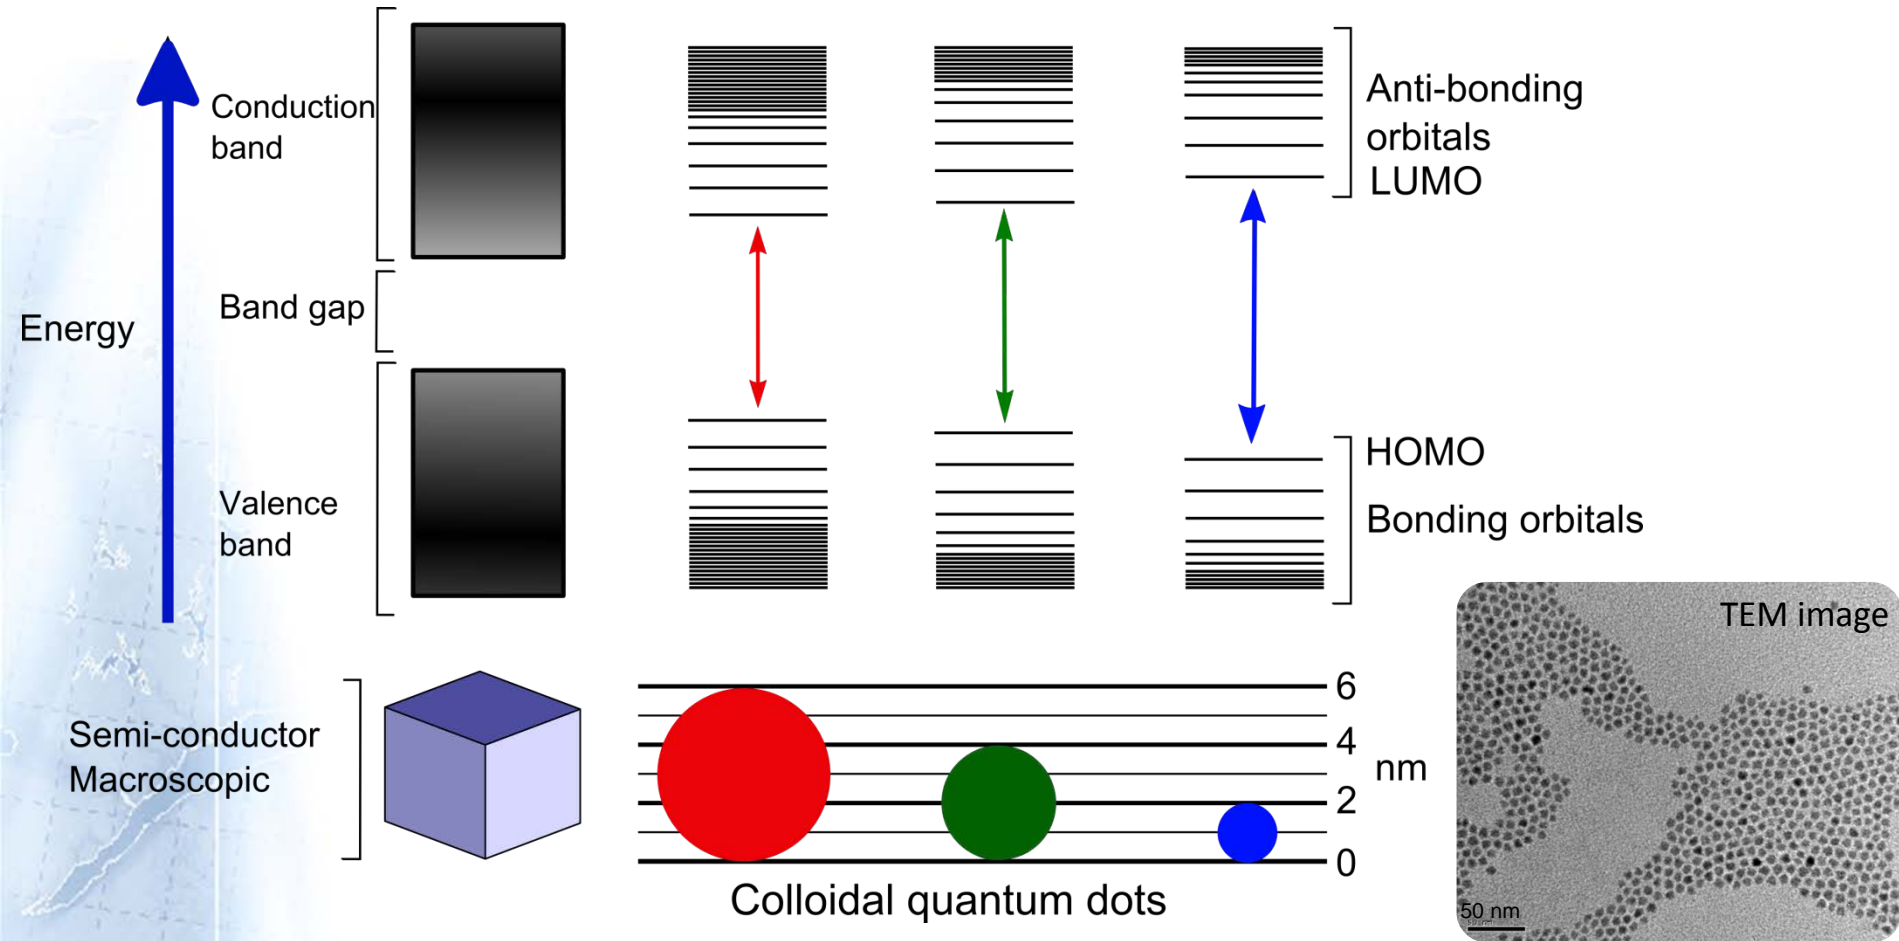 Conduction
band
Band gap
Energy
Valence
band
Anti-bonding
orbitals
LUMO
HOMO
Bonding orbitals
Semi-conductor
Macroscopic
6
4
nm
2
0
Colloidal quantum dots
TEM image
50 nm